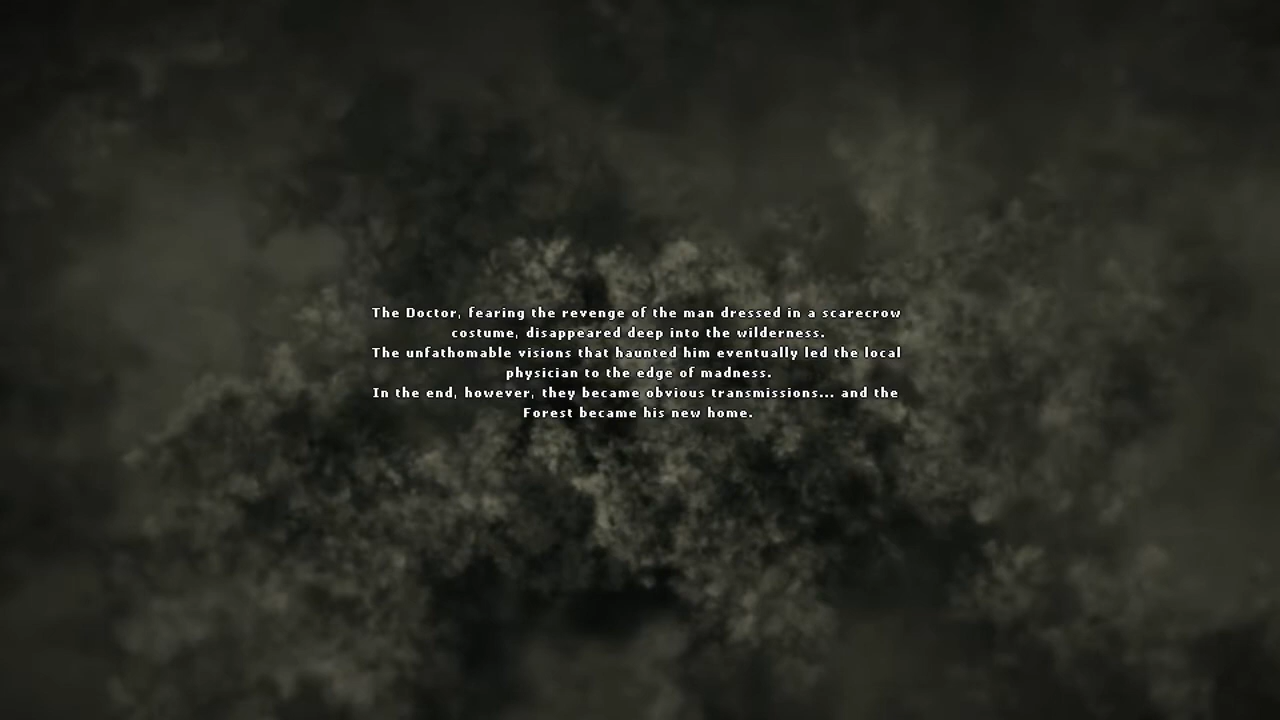 The Doctor, fearing the revenge of the man dressed in a scarecrow
costume, disappeared deep into the wilderness.
The unfathomable visions that haunted him eventually led the local
physician to the edge of madness.
In the end, however, they became obvious transmissions... and the
Forest became his new home.